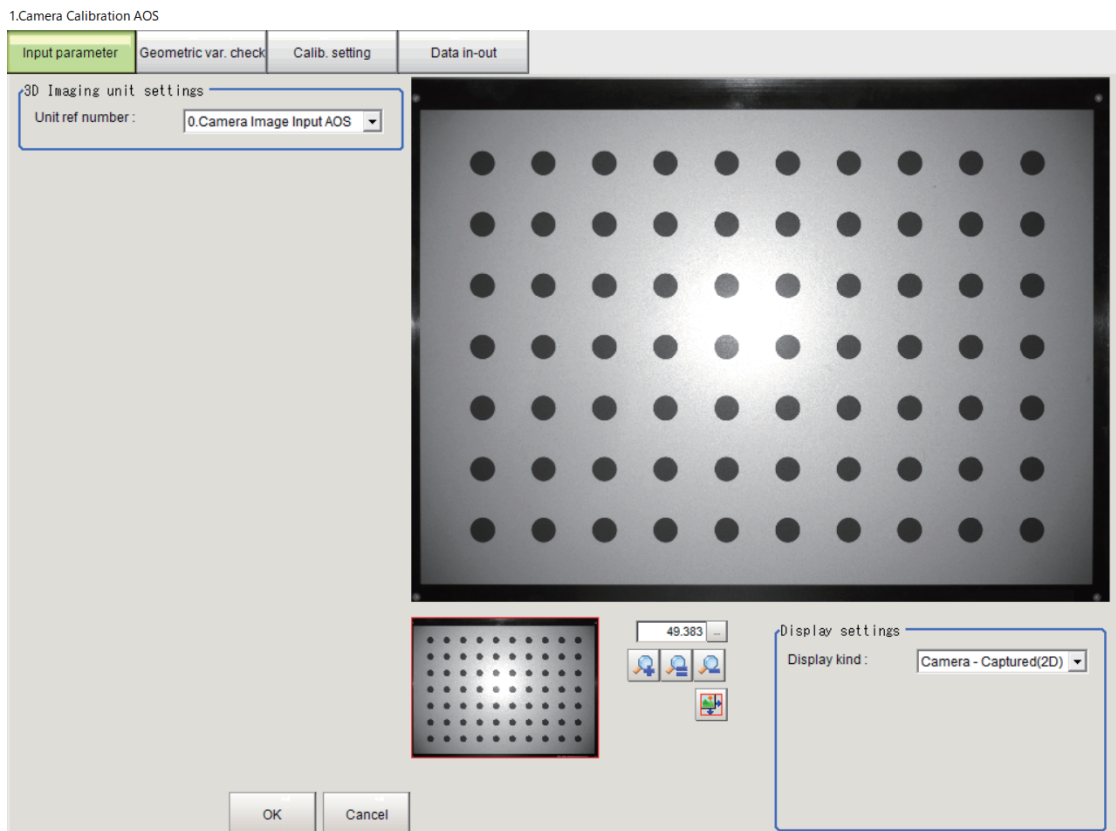 1.Camera Calibration AOS
Input parameter
Geometric var. check
Calib. setting
Data in-out
3D Imaging unit settings
Unit ref number :
0.Camera Image Input AOS
49.383
...
Display settings
Display kind :
Camera - Captured(2D)
OK
Cancel